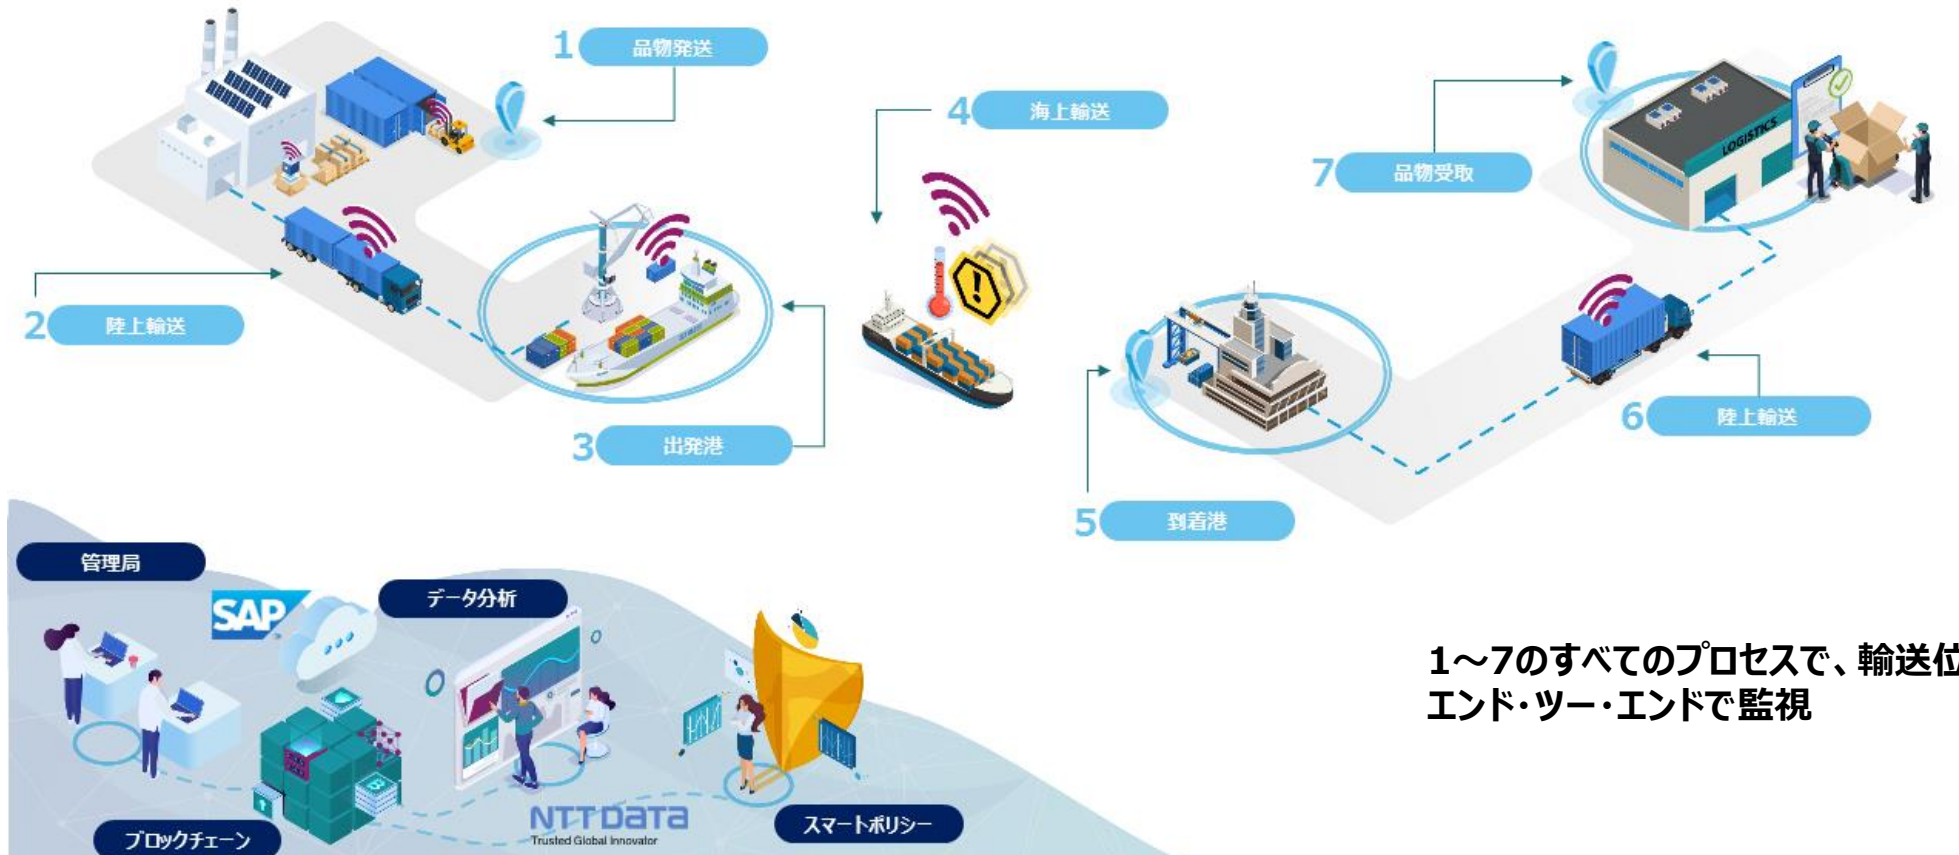 1 品物発送
2 陸上輸送
3 出発港
4 海上輸送
5 到着港
6 陸上輸送
7 品物受取
LOGISTICS
管理局
SAP
データ分析
ブロックチェーン
NTT DATA
Trusted Global Innovator
スマートポリシー
1～7のすべてのプロセスで、輸送位
エンド・ツー・エンドで監視